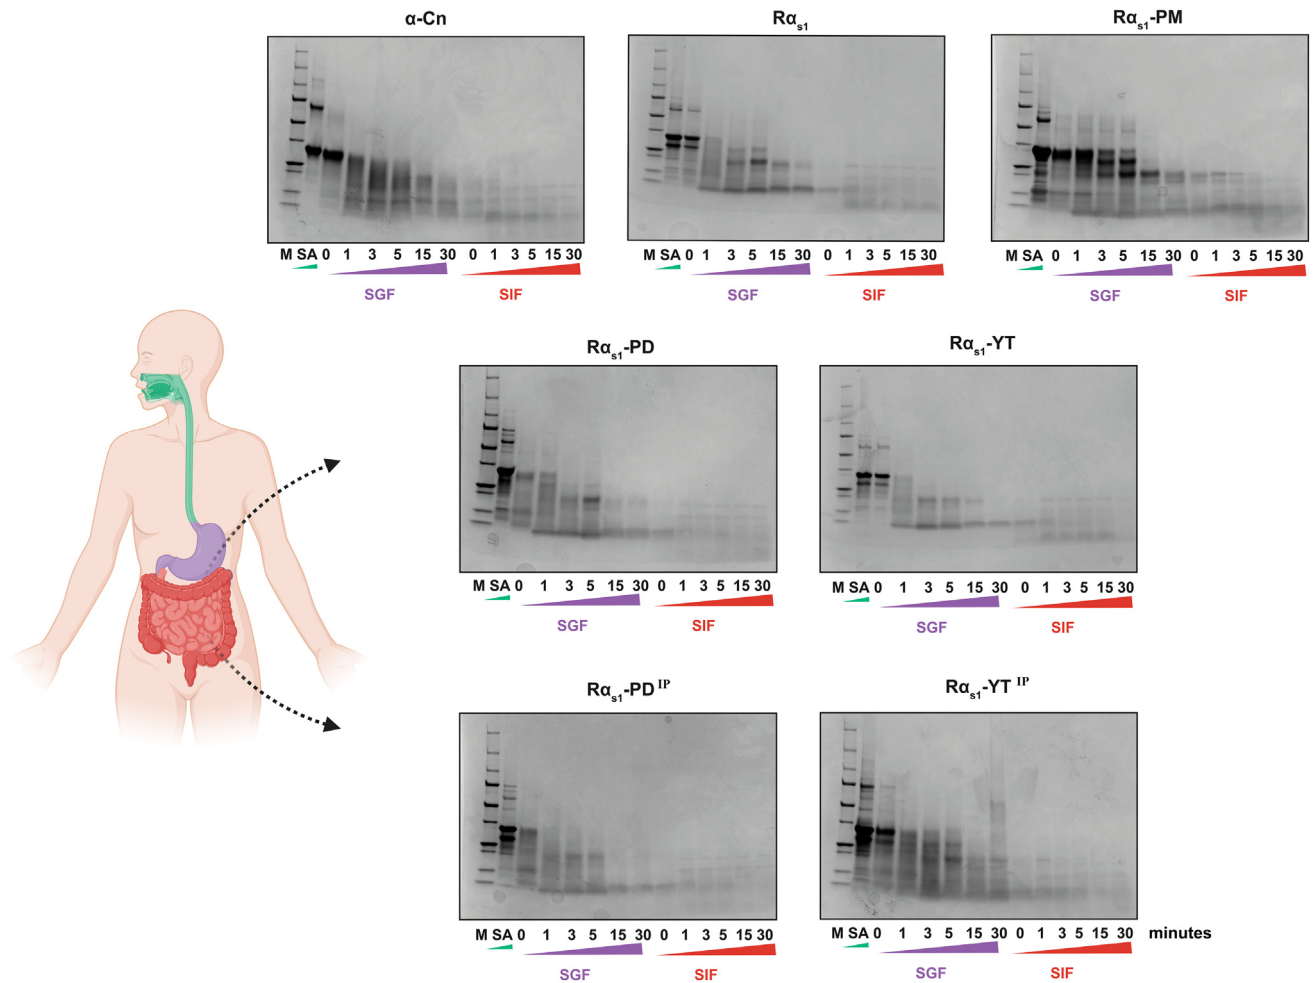 α-Cn
Rαs1
Rαs1-PM
M SA 0 1 3 5 15 30 0 1 3 5 15 30
SGF SIF
M SA 0 1 3 5 15 30 0 1 3 5 15 30
SGF SIF
M SA 0 1 3 5 15 30 0 1 3 5 15 30
SGF SIF
Rαs1-PD
Rαs1-YT
M SA 0 1 3 5 15 30 0 1 3 5 15 30
SGF SIF
M SA 0 1 3 5 15 30 0 1 3 5 15 30
SGF SIF
Rαs1-PD IP
Rαs1-YT IP
M SA 0 1 3 5 15 30 0 1 3 5 15 30
SGF SIF
M SA 0 1 3 5 15 30 0 1 3 5 15 30 minutes
SGF SIF